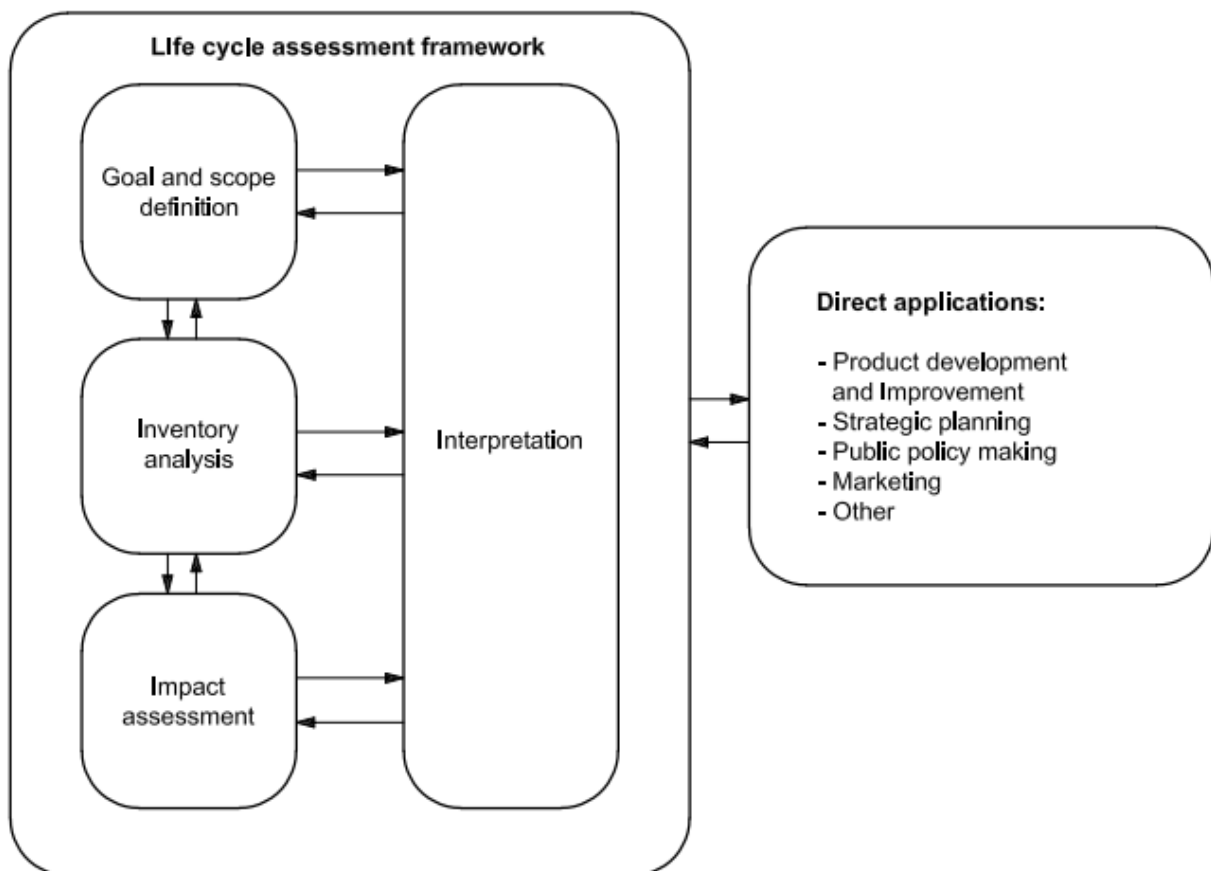 Life cycle assessment framework
Goal and scope
definition
Inventory
analysis
Impact
assessment
Interpretation
Direct applications:
- Product development
and Improvement
- Strategic planning
- Public policy making
- Marketing
- Other